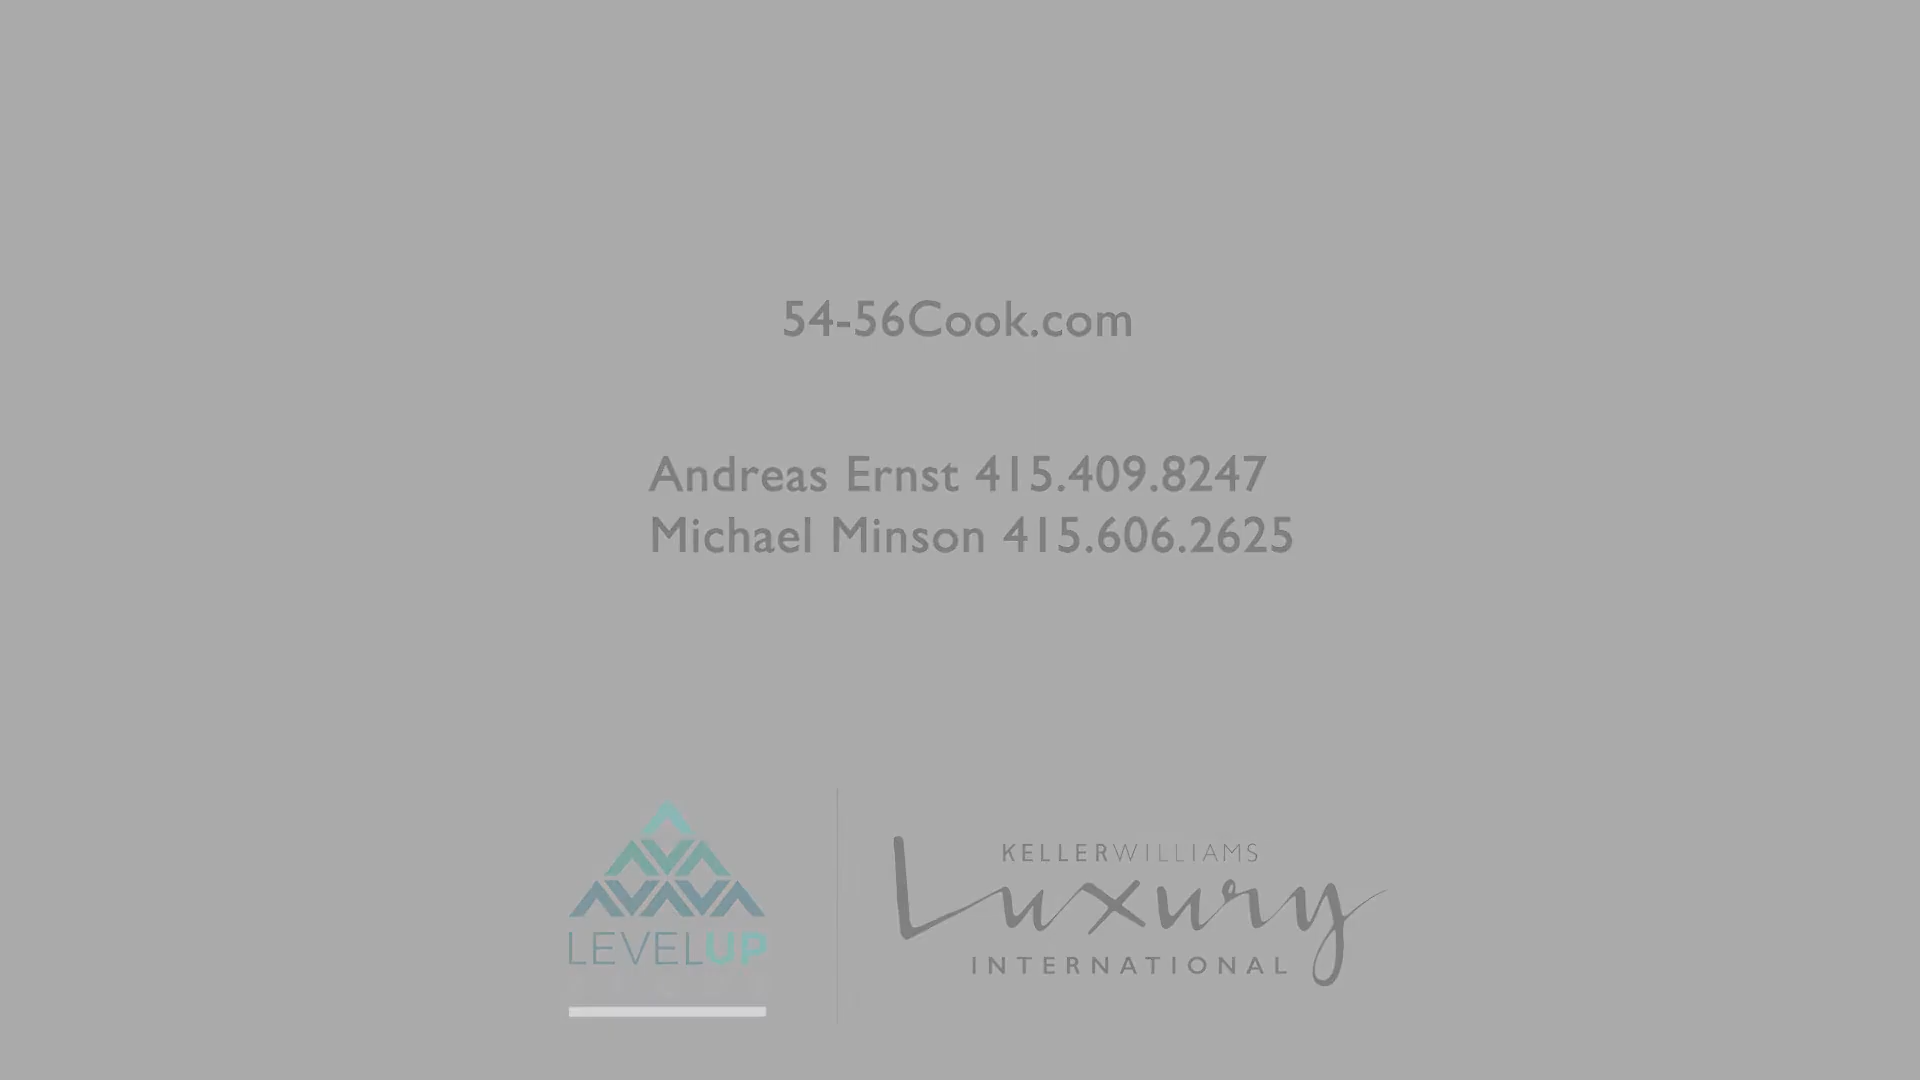 54-56Cook.com
Andreas Ernst 415.409.8247
Michael Minson 415.606.2625
LEVELUP
KELLERWILLIAMS
Luxury
INTERNATIONAL